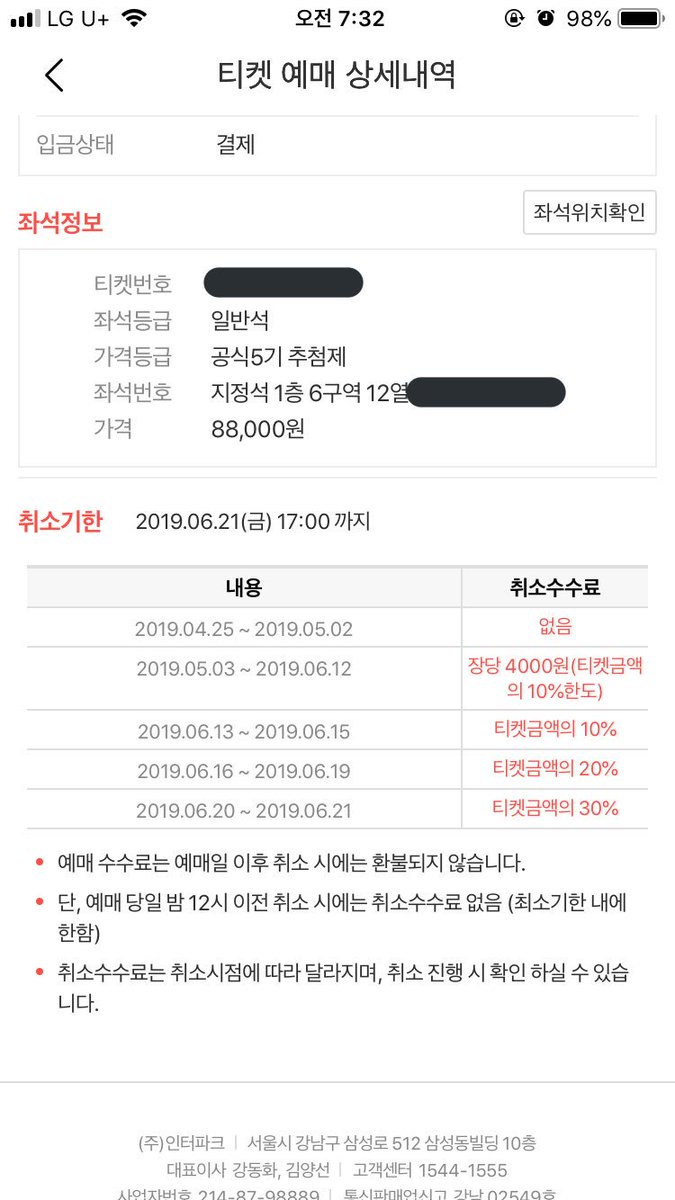 LG U+ 오전 7:32 98%
티켓 예매 상세내역
입금상태 결제
좌석정보 좌석위치확인
티켓번호
좌석등급 일반석
가격등급 공식5기 추첨제
좌석번호 지정석 1층 6구역 12열
가격 88,000원
취소기한 2019.06.21(금) 17:00 까지
내용 취소수수료
2019.04.25 ~ 2019.05.02 없음
2019.05.03 ~ 2019.06.12 장당 4000원(티켓금액
의 10%한도)
2019.06.13 ~ 2019.06.15 티켓금액의 10%
2019.06.16 ~ 2019.06.19 티켓금액의 20%
2019.06.20 ~ 2019.06.21 티켓금액의 30%
• 예매 수수료는 예매일 이후 취소 시에는 환불되지 않습니다.
• 단, 예매 당일 밤 12시 이전 취소 시에는 취소수수료 없음 (최소기한 내에
한함)
• 취소수수료는 취소시점에 따라 달라지며, 취소 진행 시 확인 하실 수 있습
니다.
(주)인터파크 | 서울시 강남구 삼성로 512 삼성동빌딩 10층
대표이사 강동화, 김양선 | 고객센터 1544-1555
사업자번호 214-87-98889 | 통신판매업신고 강남 02549호